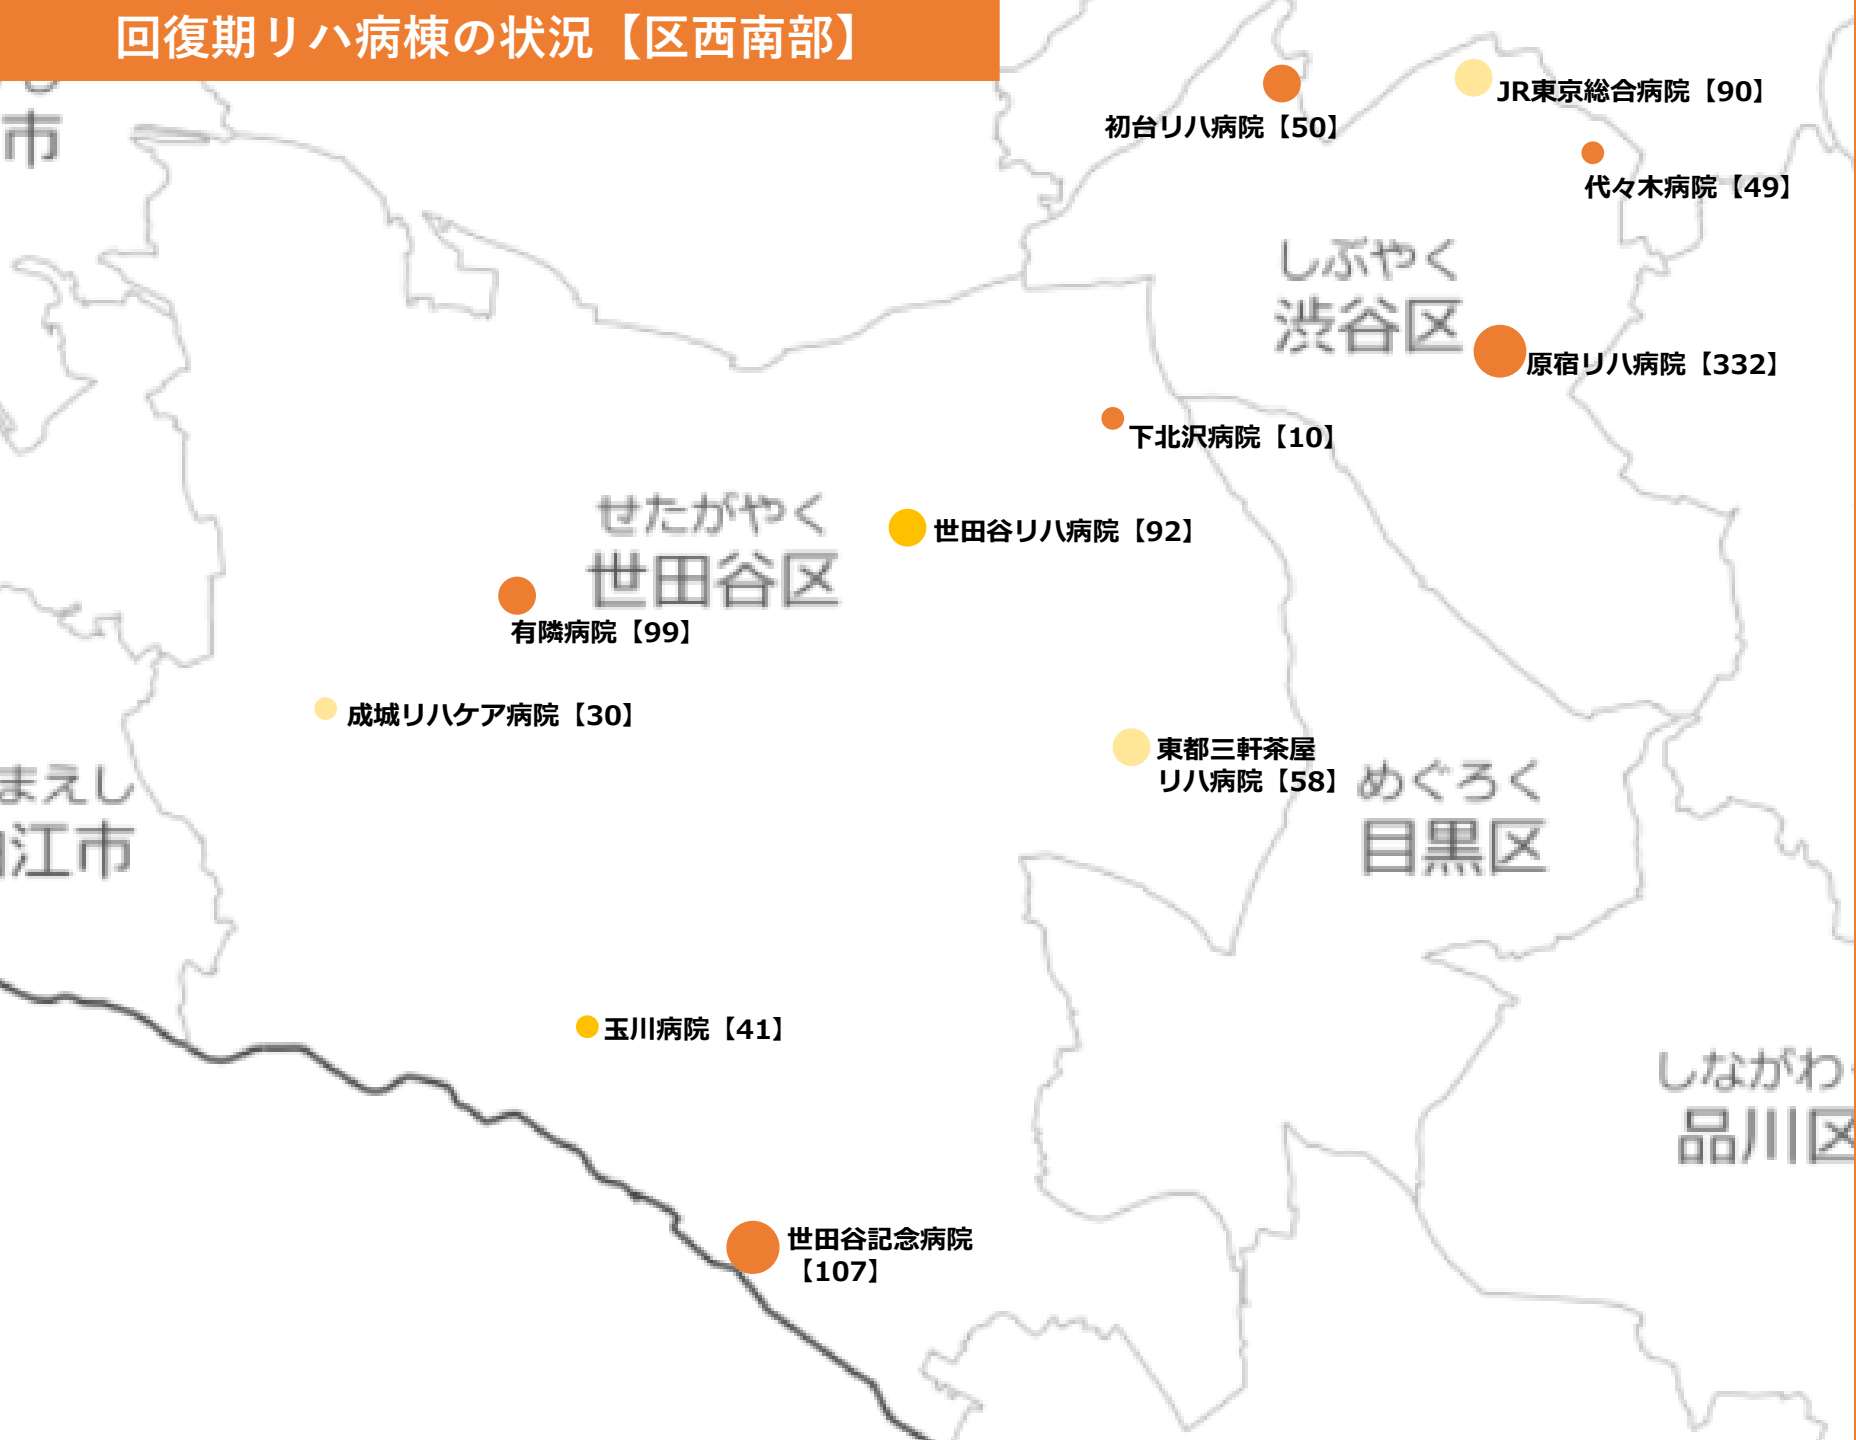 回復期リハ病棟の状況【区西南部】
市
JR東京総合病院【90】
初台リハ病院【50】
代々木病院【49】
しぶやく
渋谷区
原宿リハ病院【332】
下北沢病院【10】
せたがやく
世田谷リハ病院【92】
世田谷区
有隣病院【99】
成城リハケア病院【30】
東都三軒茶屋
リハ病院【58】
まえし
江市
めぐろく
目黒区
玉川病院【41】
しながわ
品川区
世田谷記念病院
【107】